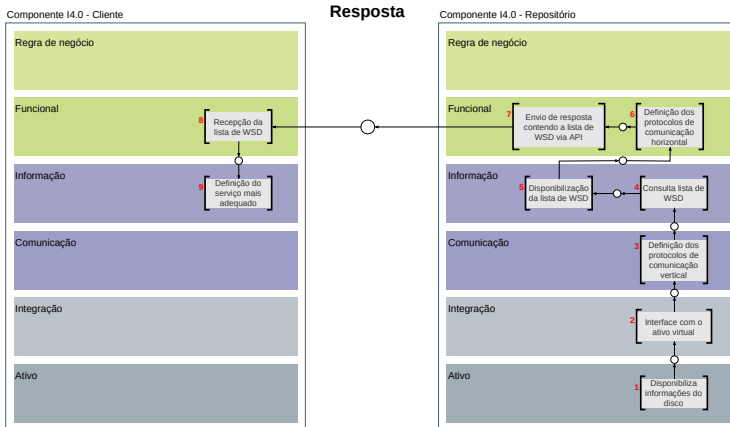 Resposta
Componente I4.0 - Cliente
Regra de negócio
Funcional
8
Recepção da
lista de WSD
Informação
9
Definição do
serviço mais
adequado
Comunicação
Integração
Ativo
Componente I4.0 - Repositório
Regra de negócio
Funcional
7
Envio de resposta
contendo a lista de
WSD via API
6
Definição dos
protocolos de
comunicação
horizontal
Informação
5
Disponibilização
da lista de WSD
4
Consulta lista de
WSD
Comunicação
3
Definição dos
protocolos de
comunicação
vertical
Integração
2
Interface com o
ativo virtual
Ativo
1
Disponibiliza
informações do
disco